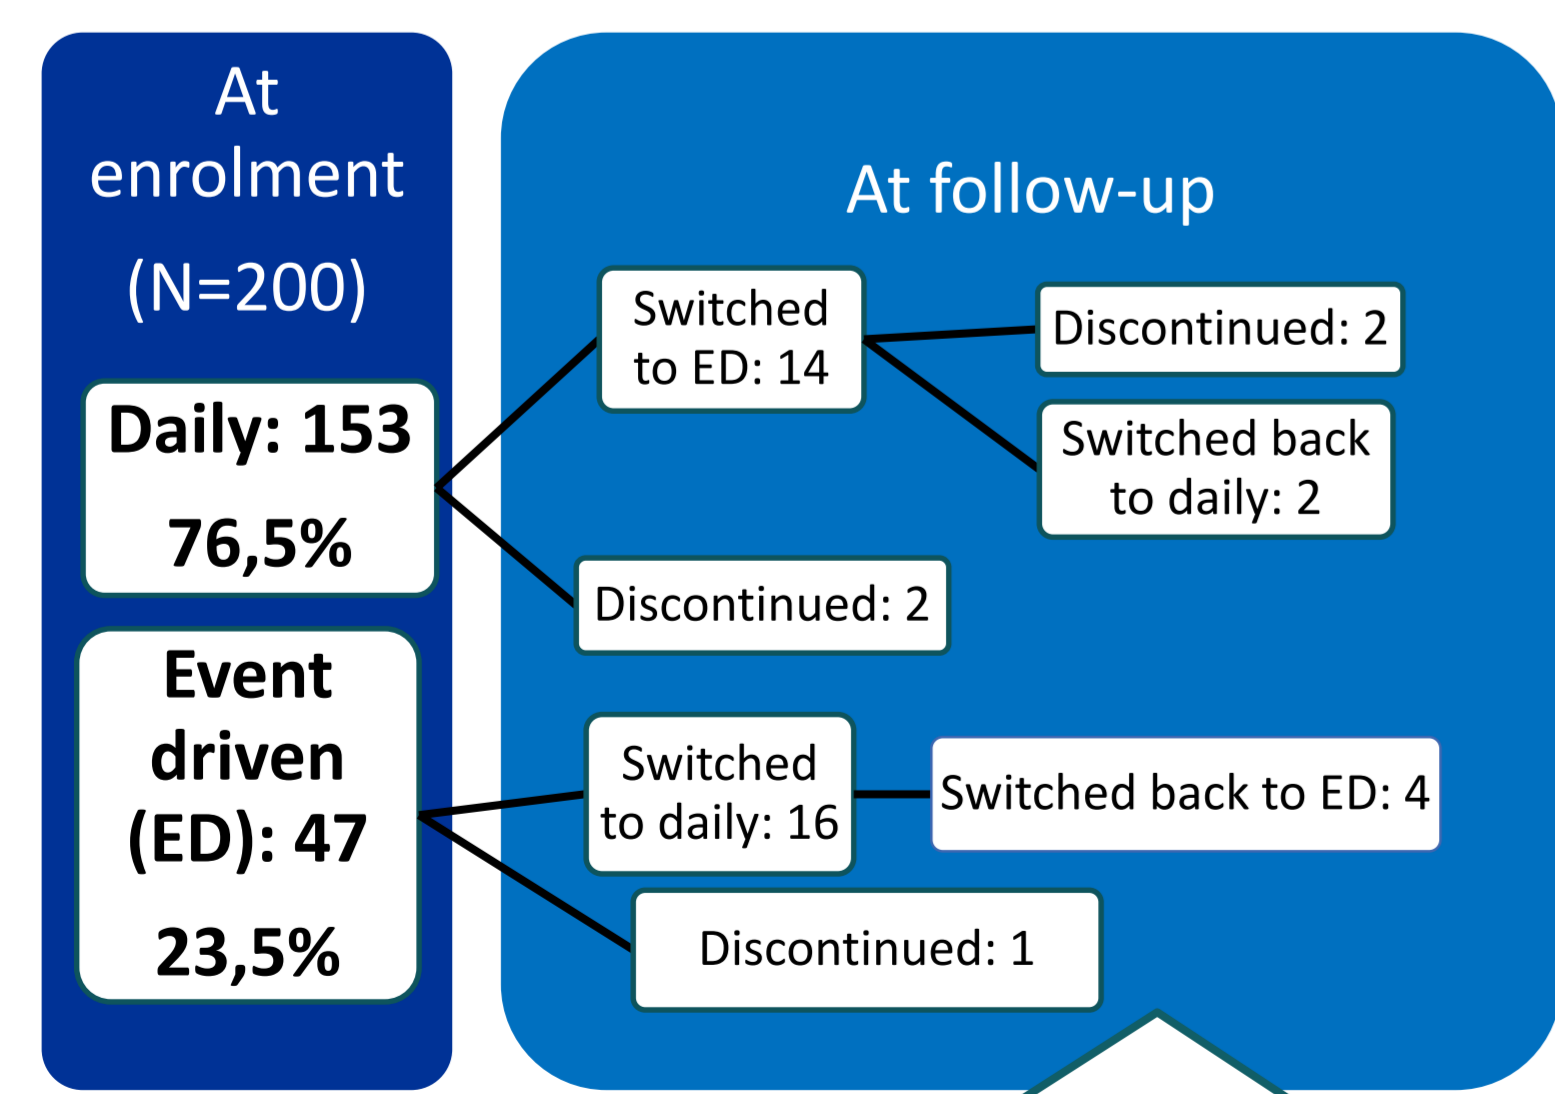 At
enrolment
(N=200)
Daily: 153
76,5%
Event
driven
(ED): 47
23,5%
At follow-up
Switched
to ED: 14
Discontinued: 2
Switched back
to daily: 2
Discontinued: 2
Switched
to daily: 16
Switched back to ED: 4
Discontinued: 1